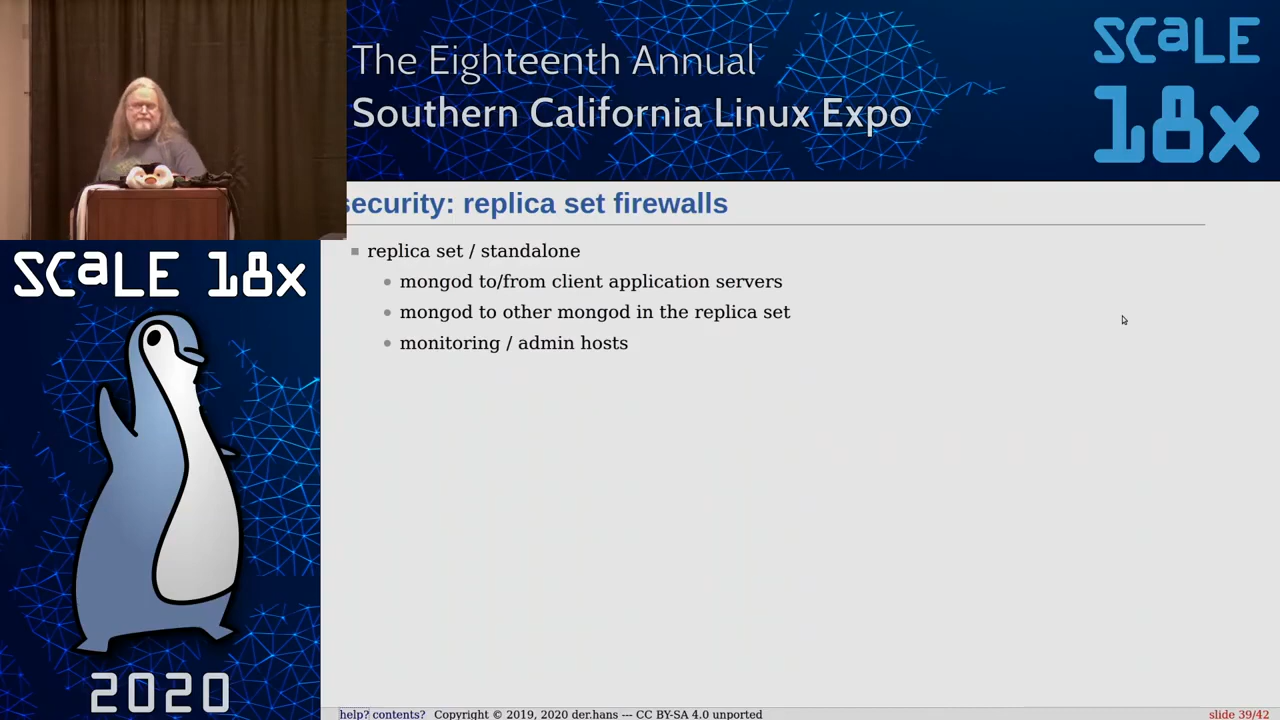 The Eighteenth Annual
Southern California Linux Expo
SCaLE
18x
security: replica set firewalls
replica set / standalone
mongod to/from client application servers
mongod to other mongod in the replica set
monitoring / admin hosts
SCaLE 18x
2020
help? contents? Copyright © 2019, 2020 der.hans --- CC BY-SA 4.0 unported
slide 39/42